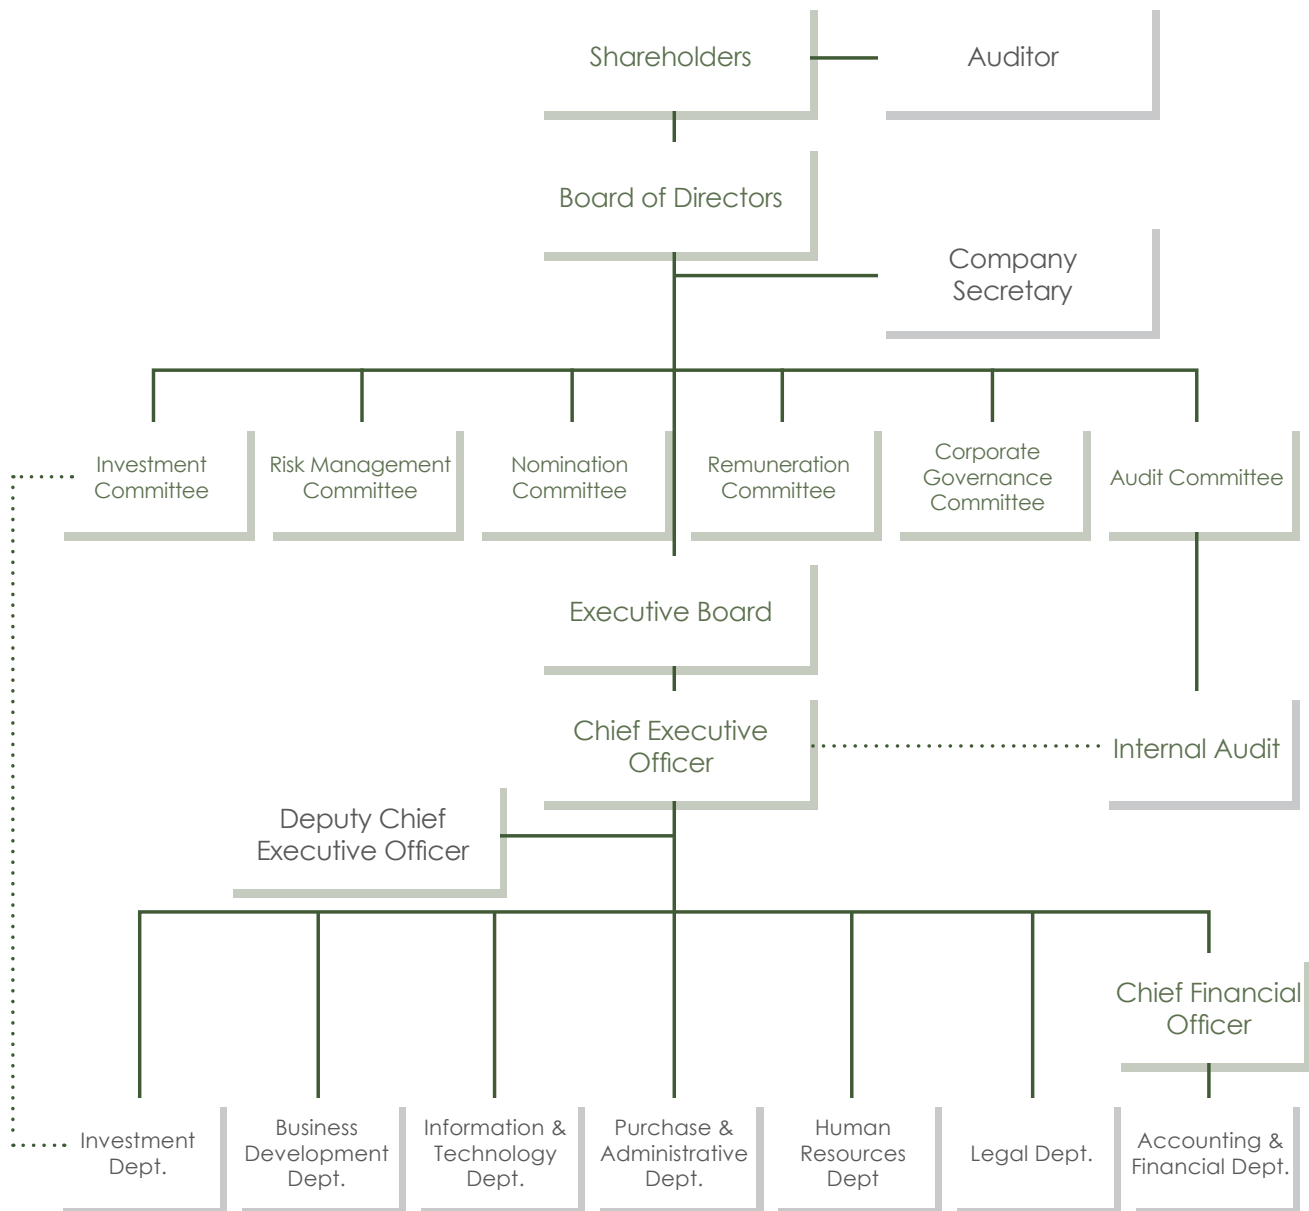 Shareholders
Auditor
Board of Directors
Company
Secretary
Investment
Committee
Risk Management
Committee
Nomination
Committee
Remuneration
Committee
Corporate
Governance
Committee
Audit Committee
Executive Board
Chief Executive
Officer
Internal Audit
Deputy Chief
Executive Officer
Chief Financial
Officer
Investment
Dept.
Business
Development
Dept.
Information &
Technology
Dept.
Purchase &
Administrative
Dept.
Human
Resources
Dept
Legal Dept.
Accounting &
Financial Dept.